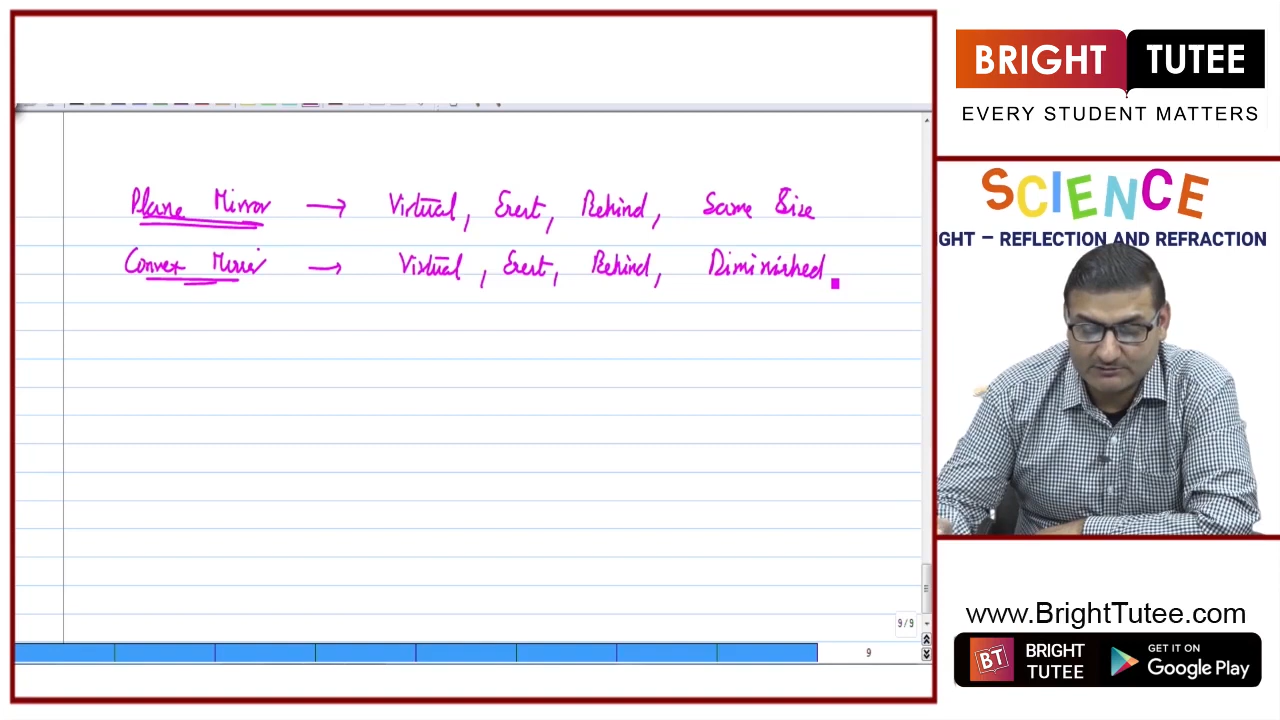 BRIGHT TUTEE
EVERY STUDENT MATTERS
SCIENCE
IGHT – REFLECTION AND REFRACTION
Plane Mirror → Virtual, Erect, Behind, Same Size
Convex Mirror → Virtual, Erect, Behind, Diminished.
9/9
9
www.BrightTutee.com
BT BRIGHT TUTEE
GET IT ON
Google Play